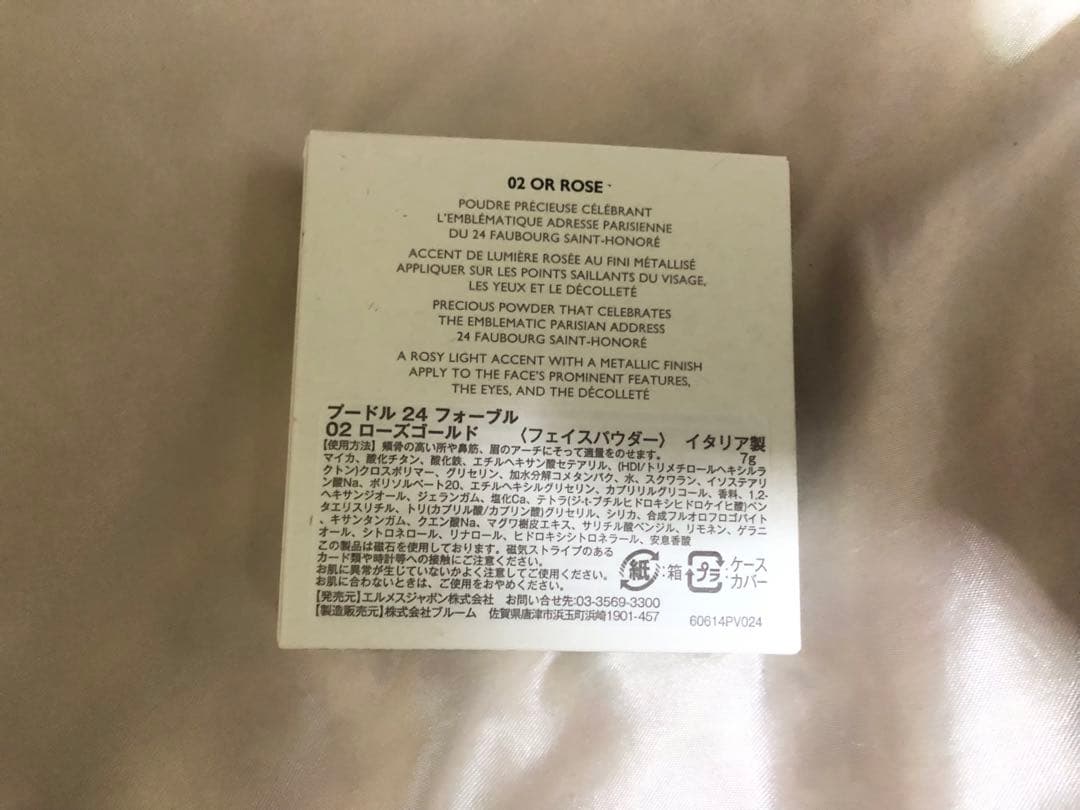 02 OR ROSE
POUDRE PRÉCIEUSE CÉLÉBRANT
L'EMBLÉMATIQUE ADRESSE PARISIENNE
DU 24 FAUBOURG SAINT-HONORÉ
ACCENT DE LUMIÈRE ROSÉE AU FINI MÉTALLISÉ
APPLIQUER SUR LES POINTS SAILLANTS DU VISAGE,
LES YEUX ET LE DÉCOLLETÉ
PRECIOUS POWDER THAT CELEBRATES
THE EMBLEMATIC PARISIAN ADDRESS
24 FAUBOURG SAINT-HONORÉ
A ROSY LIGHT ACCENT WITH A METALLIC FINISH
APPLY TO THE FACE'S PROMINENT FEATURES,
THE EYES, AND THE DÉCOLLETÉ
プードル 24 フォーブル
02 ローズゴールド 〈フェイスパウダー〉 イタリア製
【使用方法】頬骨の高い所や鼻筋、眉のアーチにそって適量をのせます。 7g
マイカ、酸化チタン、酸化鉄、エチルヘキサン酸セテアリル、(HDI/トリメチロールヘキシルラ
クトン)クロスポリマー、グリセリン、加水分解コメタンパク、水、スクワラン、イソステアリ
ン酸Na、ポリソルベート20、エチルヘキシルグリセリン、カプリリルグリコール、香料、1,2-
ヘキサンジオール、ジェランガム、塩化Ca、テトラ(ジ-t-ブチルヒドロキシヒドロケイヒ酸)ペン
タエリスリチル、トリ(カプリル酸/カプリン酸)グリセリル、シリカ、合成フルオロフロゴパイト
、キサンタンガム、クエン酸Na、マグワ樹皮エキス、サリチル酸ベンジル、リモネン、ゲラニ
オール、シトロネロール、リナロール、ヒドロキシシトロネラール、安息香酸
この製品は磁石を使用しております。磁気ストライプのある
カード類や時計等への接触にご注意ください。
お肌に異常が生じていないかよく注意してご使用ください。
お肌に合わないときは、ご使用をおやめください。
紙 :箱 プラ :ケース
カバー
【発売元】エルメスジャポン株式会社 お問い合せ先:03-3569-3300
【製造販売元】株式会社ブルーム 佐賀県唐津市浜玉町浜崎1901-457
60614PV024